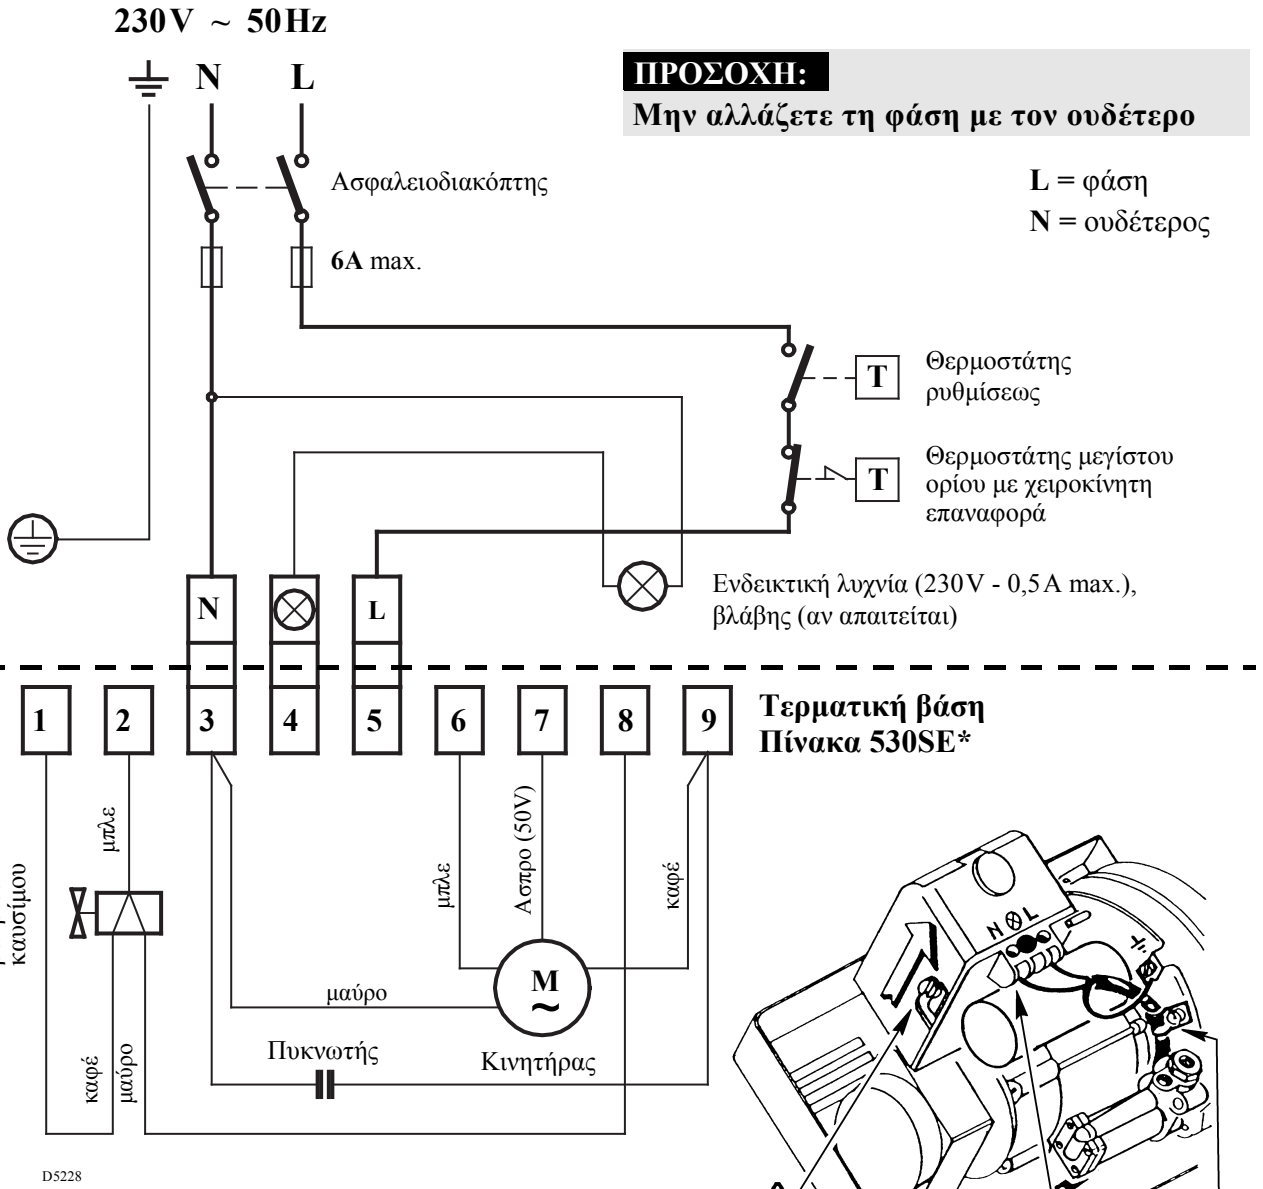 230V ~ 50Hz
N L
ΠΡΟΣΟΧΗ:
Μην αλλάζετε τη φάση με τον ουδέτερο
Ασφαλειοδιακόπτης
L = φάση
N = ουδέτερος
6A max.
T
Θερμοστάτης
ρυθμίσεως
T
Θερμοστάτης μεγίστου
ορίου με χειροκίνητη
επαναφορά
Ενδεικτική λυχνία (230V - 0,5A max.),
βλάβης (αν απαιτείται)
N L
1 2 3 4 5 6 7 8 9
Τερματική βάση
Πίνακα 530SE*
μπλε
καυσίμου
μπλε
Ασπρο (50V)
καφέ
N L
M
~
μαύρο
Πυκνωτής
Κινητήρας
καφέ
μαύρο
D5228